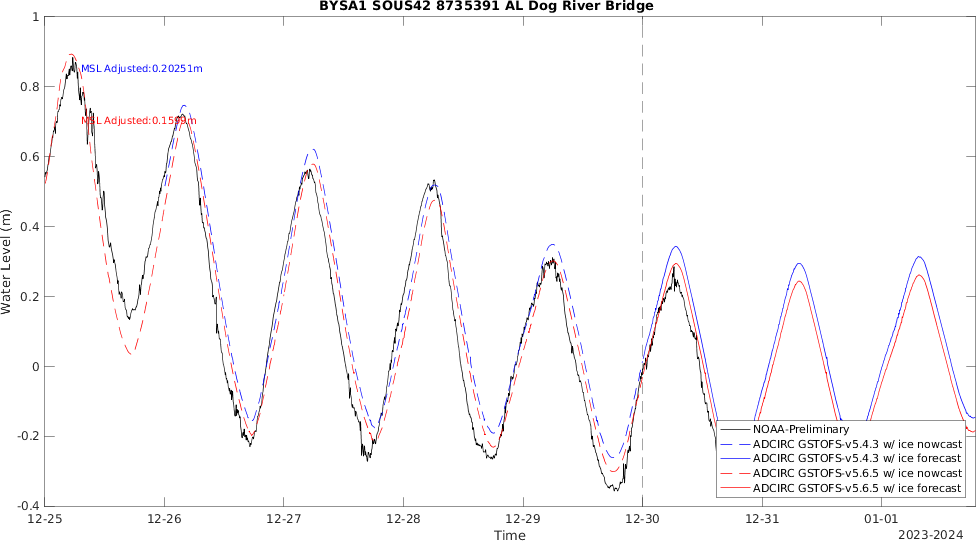 BYSA1 SOUS42 8735391 AL Dog River Bridge
1
0.8
0.6
0.4
0.2
0
-0.2
-0.4
Water Level (m)
MSL Adjusted:0.20251m
MSL Adjusted:0.1599m
NOAA-Preliminary
ADCIRC GSTOFS-v5.4.3 w/ ice nowcast
ADCIRC GSTOFS-v5.4.3 w/ ice forecast
ADCIRC GSTOFS-v5.6.5 w/ ice nowcast
ADCIRC GSTOFS-v5.6.5 w/ ice forecast
12-25 12-26 12-27 12-28 12-29 12-30 12-31 01-01
Time
2023-2024